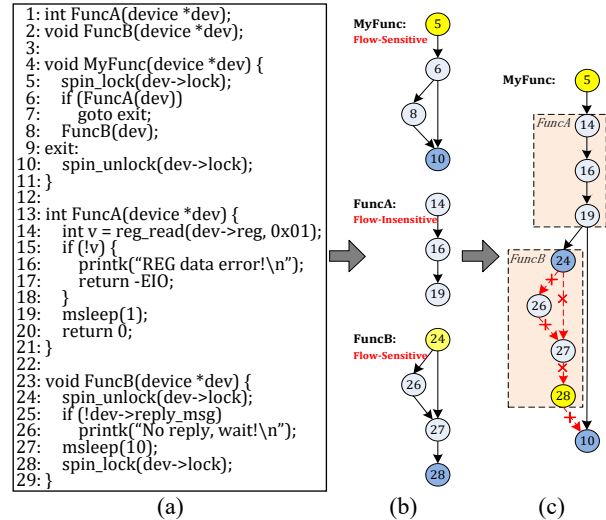 1: int FuncA(device *dev);
2: void FuncB(device *dev);
3:
4: void MyFunc(device *dev) {
5: spin_lock(dev->lock);
6: if (FuncA(dev))
7: goto exit;
8: FuncB(dev);
9: exit:
10: spin_unlock(dev->lock);
11: }
12:
13: int FuncA(device *dev) {
14: int v = reg_read(dev->reg, 0x01);
15: if (!v) {
16: printk("REG data error!\n");
17: return -EIO;
18: }
19: msleep(1);
20: return 0;
21: }
22:
23: void FuncB(device *dev) {
24: spin_unlock(dev->lock);
25: if (!dev->reply_msg)
26: printk("No reply, wait!\n");
27: msleep(10);
28: spin_lock(dev->lock);
29: }
(a)
MyFunc:
Flow-Sensitive
5
6
8
10
FuncA:
Flow-Insensitive
14
16
19
FuncB:
Flow-Sensitive
24
26
27
28
(b)
MyFunc:
5
FuncA
14
16
19
FuncB
24
26
27
28
10
(c)